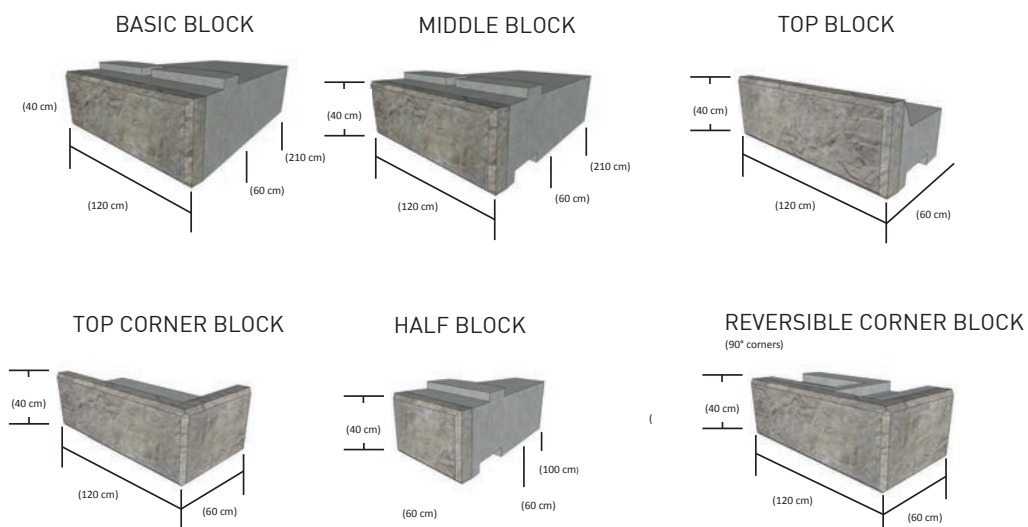 BASIC BLOCK
(40 cm)
(120 cm)
(60 cm)
(210 cm)
MIDDLE BLOCK
(40 cm)
(120 cm)
(60 cm)
(210 cm)
TOP BLOCK
(40 cm)
(120 cm)
(60 cm)
TOP CORNER BLOCK
(40 cm)
(120 cm)
(60 cm)
HALF BLOCK
(40 cm)
(100 cm)
(60 cm)
(60 cm)
REVERSIBLE CORNER BLOCK
(90° corners)
(
(40 cm)
(120 cm)
(60 cm)